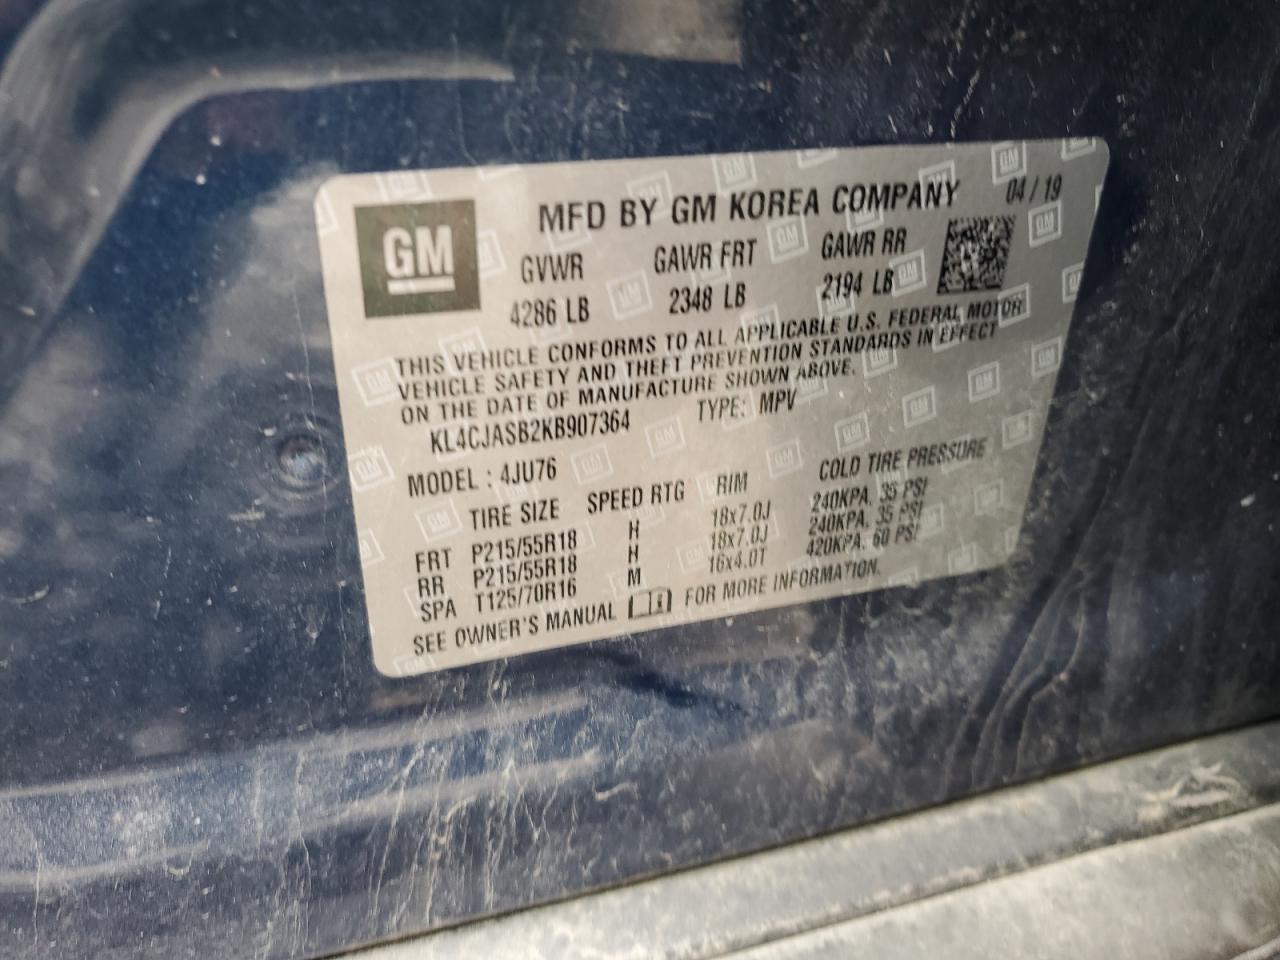 GM
MFD BY GM KOREA COMPANY 04 / 19
GVWR GAWR FRT GAWR RR
4286 LB 2348 LB 2194 LB
THIS VEHICLE CONFORMS TO ALL APPLICABLE U.S. FEDERAL MOTOR
VEHICLE SAFETY AND THEFT PREVENTION STANDARDS IN EFFECT
ON THE DATE OF MANUFACTURE SHOWN ABOVE.
KL4CJASB2KB907364 TYPE: MPV
MODEL : 4JU76
TIRE SIZE SPEED RTG RIM COLD TIRE PRESSURE
FRT P215/55R18 H 18x7.0J 240KPA, 35 PSI
RR P215/55R18 H 18x7.0J 240KPA, 35 PSI
SPA T125/70R16 M 16x4.0T 420KPA, 60 PSI
SEE OWNER'S MANUAL FOR MORE INFORMATION.